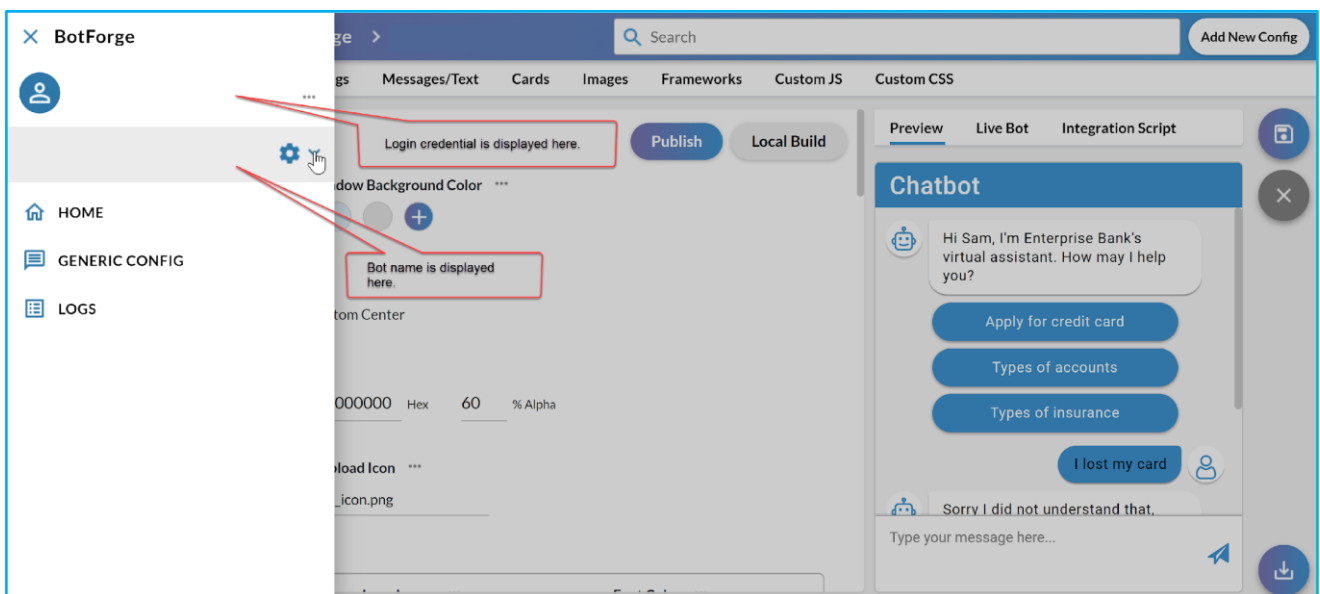 BotForge
ge >
Search
Add New Config
gs Messages/Text Cards Images Frameworks Custom JS Custom CSS
...
Login credential is displayed here.
Publish
Local Build
Preview Live Bot Integration Script
ndow Background Color ...
Chatbot
HOME
GENERIC CONFIG
LOGS
Bot name is displayed
here.
tom Center
000000 Hex 60 % Alpha
pload Icon ...
_icon.png
Hi Sam, I'm Enterprise Bank's
virtual assistant. How may I help
you?
Apply for credit card
Types of accounts
Types of insurance
I lost my card
Sorry I did not understand that,
Type your message here...